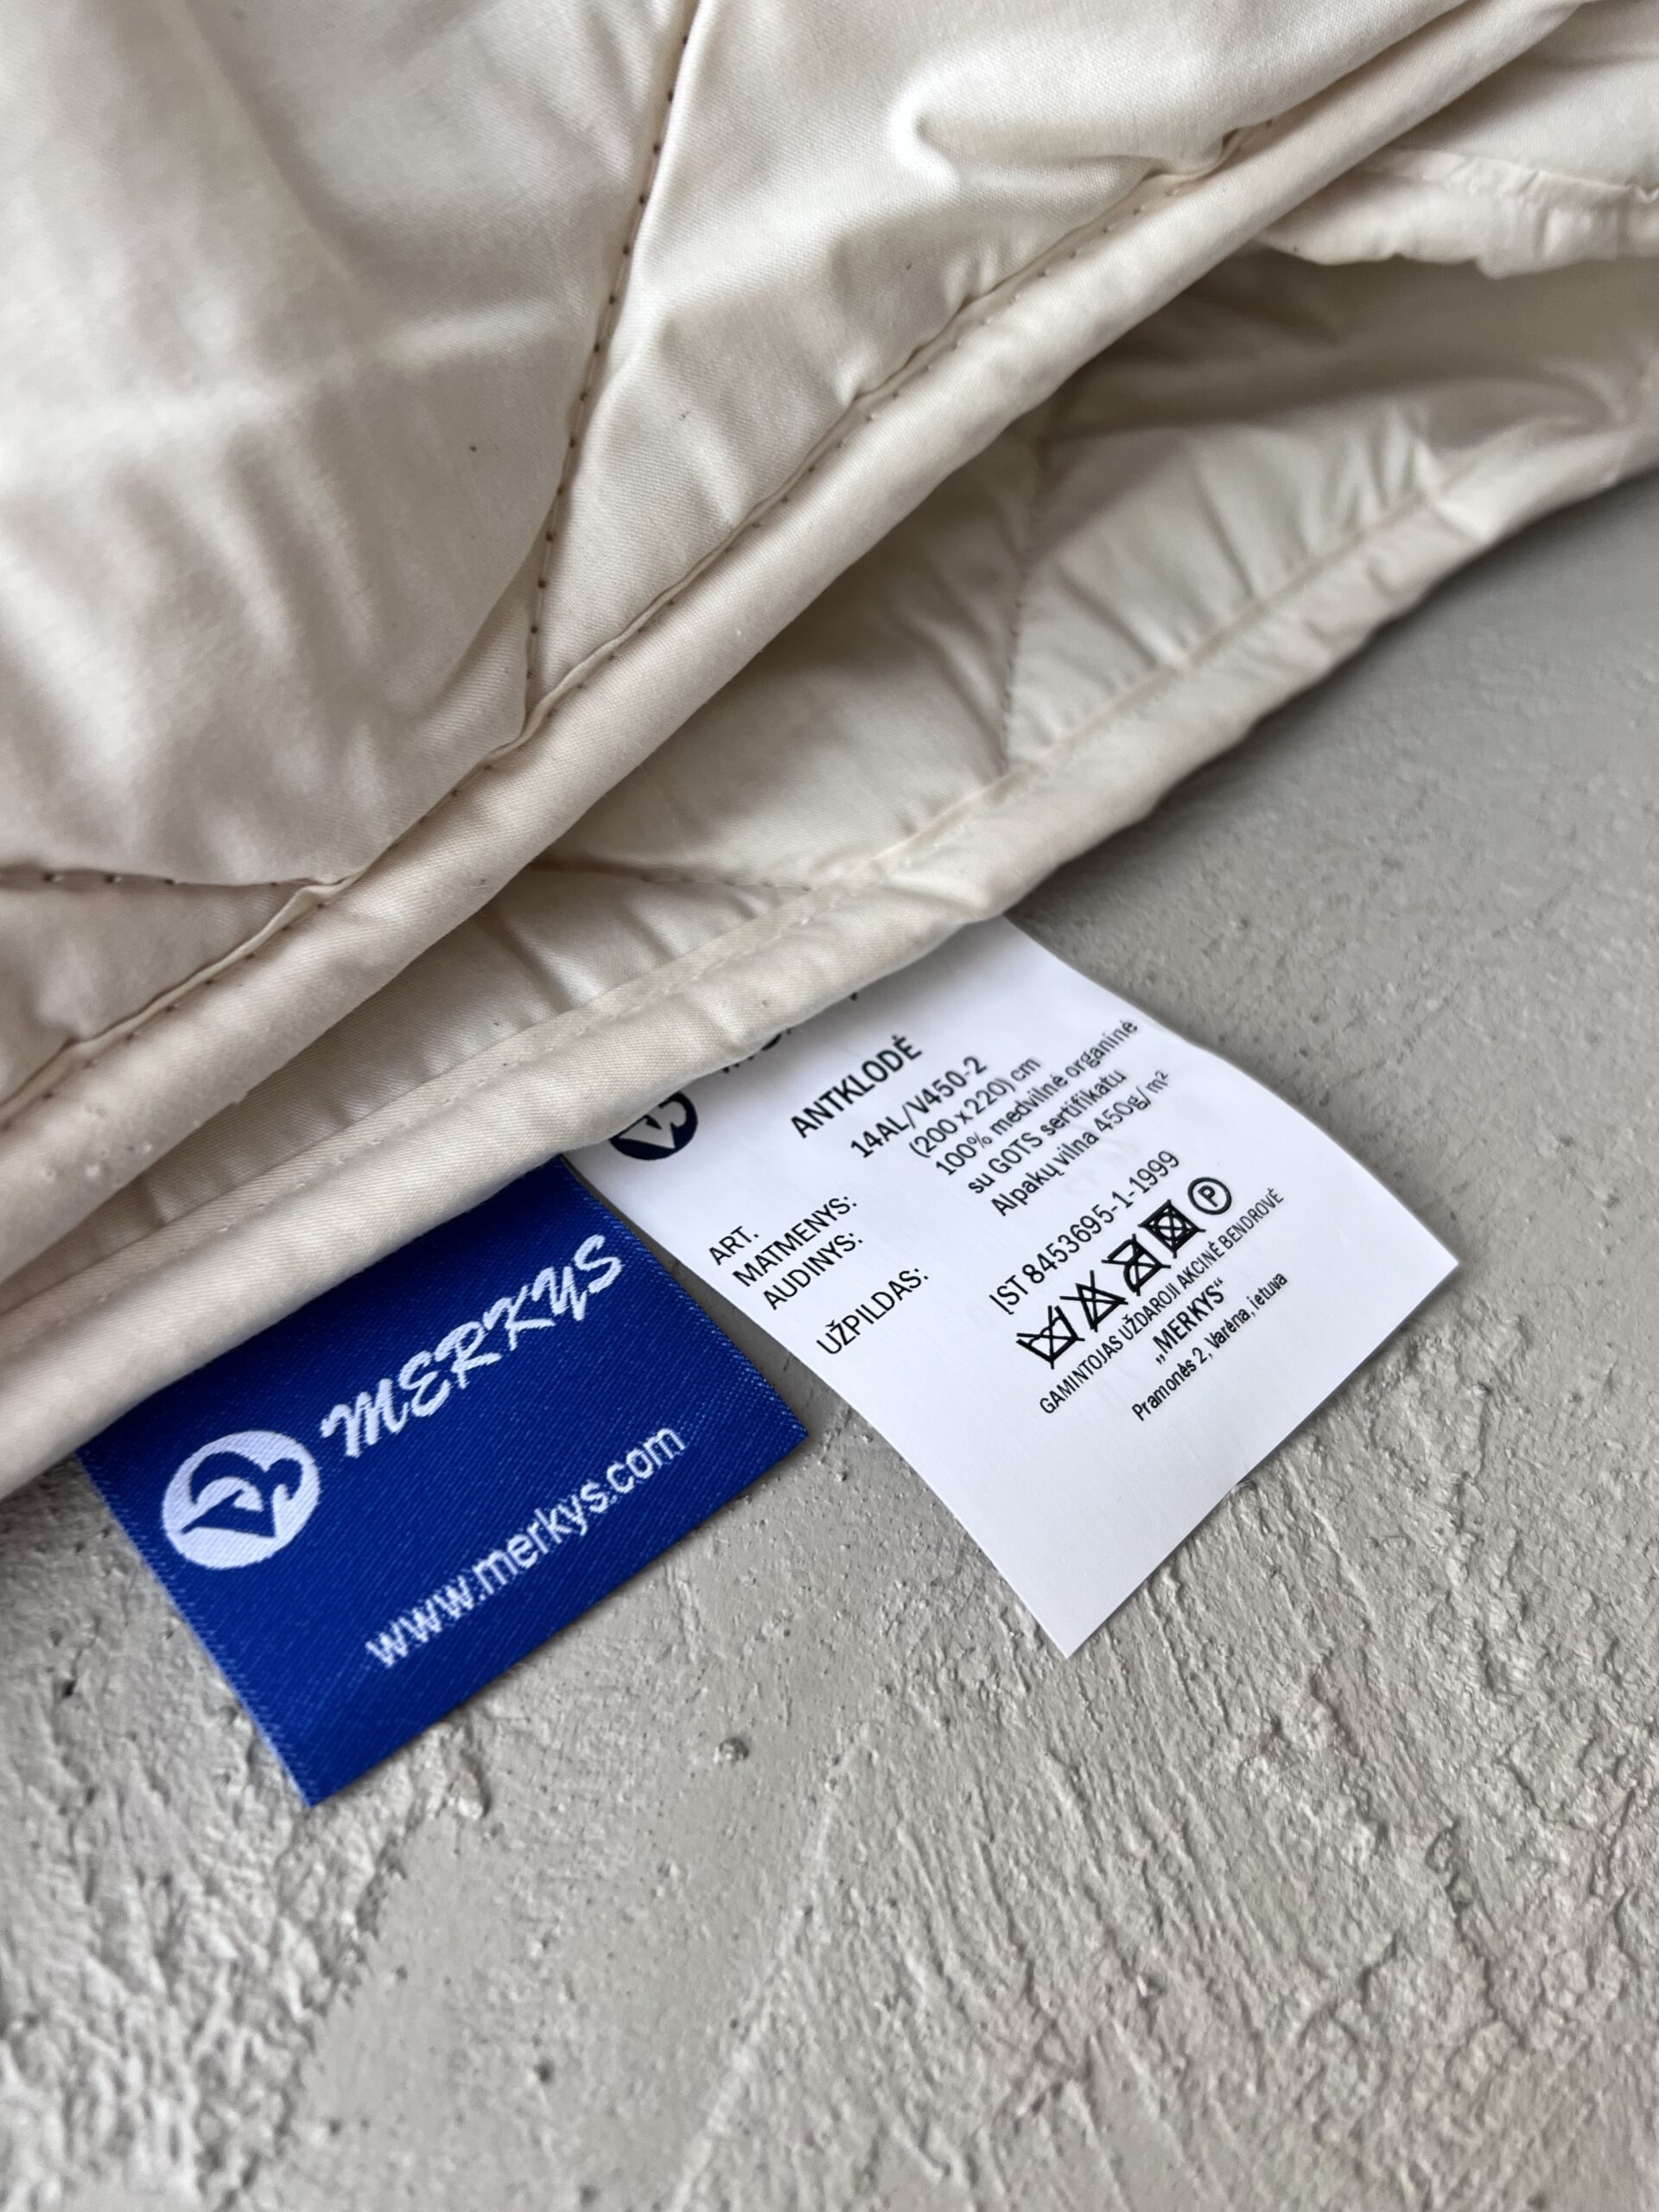 MERKYS
www.merkys.com
ANTKLODĖ
ART. 14AL/V450-2
MATMENYS: (200 x 220) cm
AUDINYS: 100% medvilnė organinė
su GOTS sertifikatu
UŽPILDAS: Alpakų vilna 450g/m²
ĮST 8453695-1-1999
P
GAMINTOJAS UŽDAROJI AKCINĖ BENDROVĖ
„MERKYS“
Pramonės 2, Varėna, ietuva